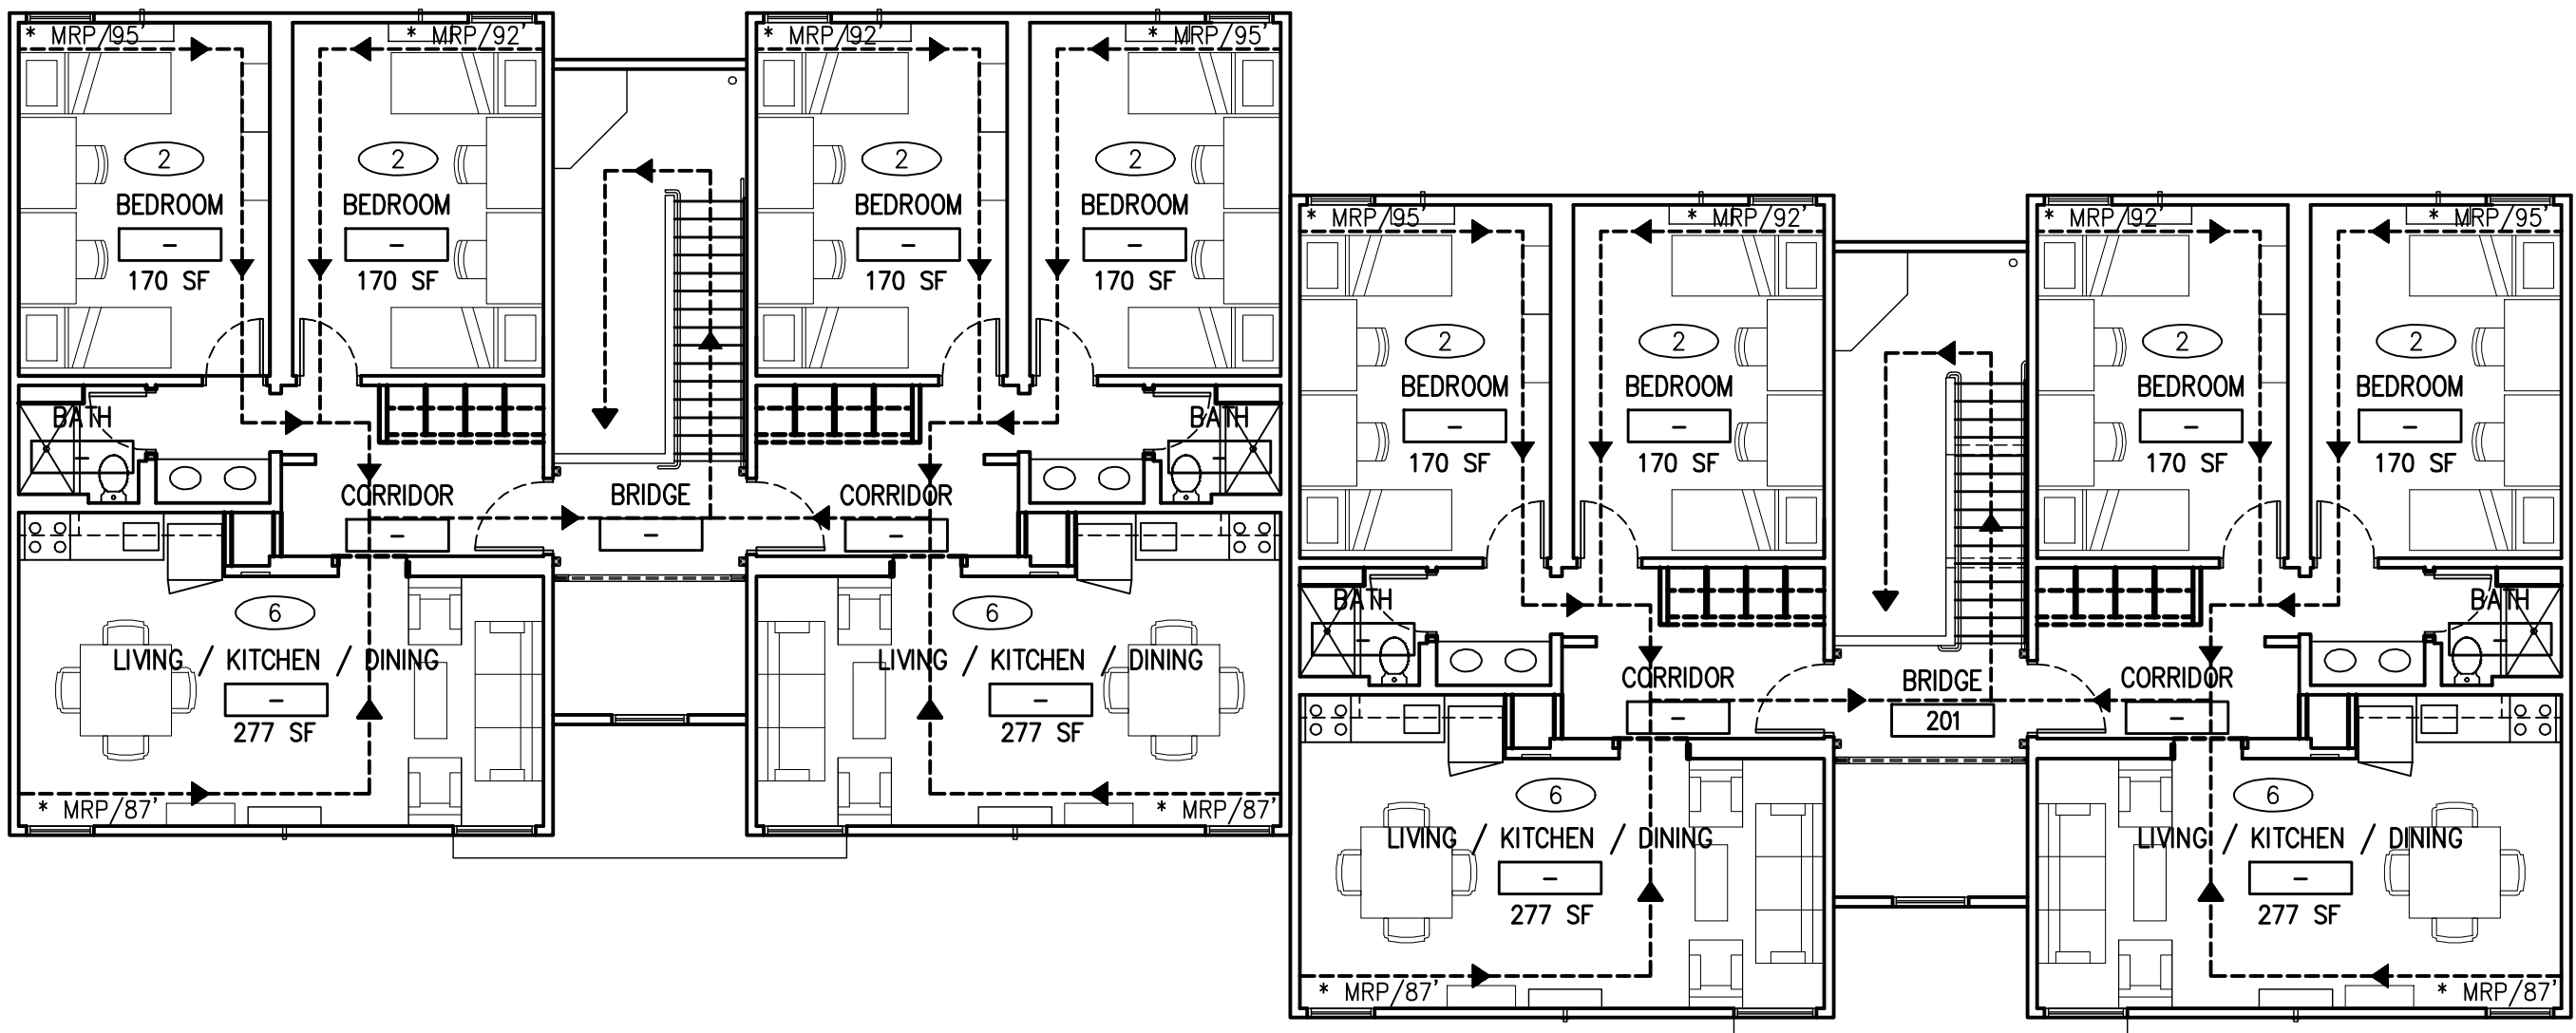 * MRP/95'
* MRP/92'
* MRP/92'
* MRP/95'
2
2
2
2
BEDROOM
BEDROOM
BEDROOM
BEDROOM
-
-
-
-
170 SF
170 SF
170 SF
170 SF
* MRP/95'
* MRP/92'
* MRP/92'
* MRP/95'
2
2
2
2
BEDROOM
BEDROOM
BEDROOM
BEDROOM
-
-
-
-
170 SF
170 SF
170 SF
170 SF
BATH
-
BATH
-
CORRIDOR
BRIDGE
CORRIDOR
-
-
-
6
6
LIVING / KITCHEN / DINING
LIVING / KITCHEN / DINING
-
-
277 SF
277 SF
* MRP/87'
* MRP/87'
BATH
-
BATH
-
CORRIDOR
BRIDGE
CORRIDOR
-
201
-
6
6
LIVING / KITCHEN / DINING
LIVING / KITCHEN / DINING
-
-
277 SF
277 SF
* MRP/87'
* MRP/87'